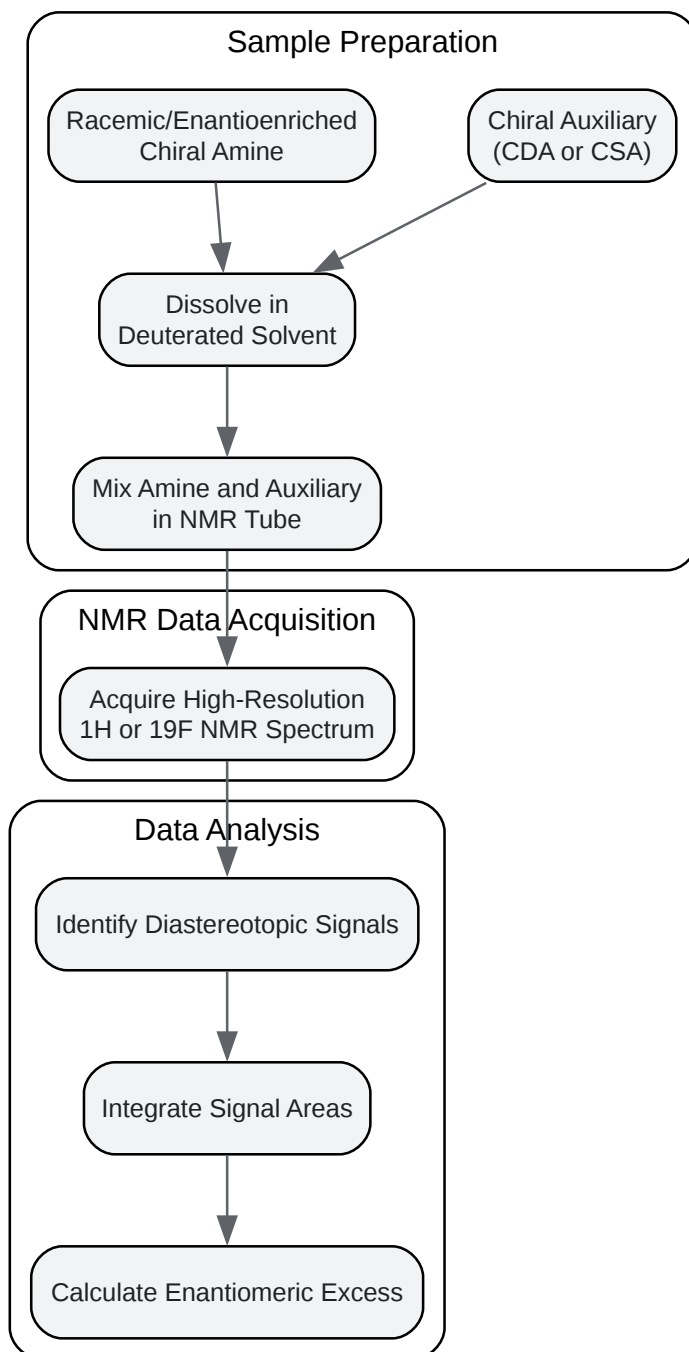 Sample Preparation
Racemic/Enantioenriched
Chiral Amine
Chiral Auxiliary
(CDA or CSA)
Dissolve in
Deuterated Solvent
Mix Amine and Auxiliary
in NMR Tube
NMR Data Acquisition
Acquire High-Resolution
1H or 19F NMR Spectrum
Data Analysis
Identify Diastereotopic Signals
Integrate Signal Areas
Calculate Enantiomeric Excess